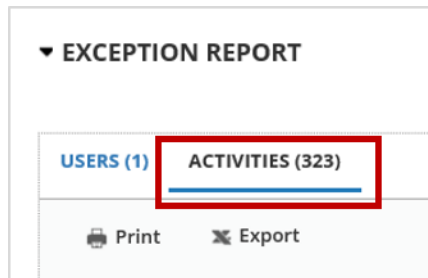 EXCEPTION REPORT
USERS (1) ACTIVITIES (323)
Print Export